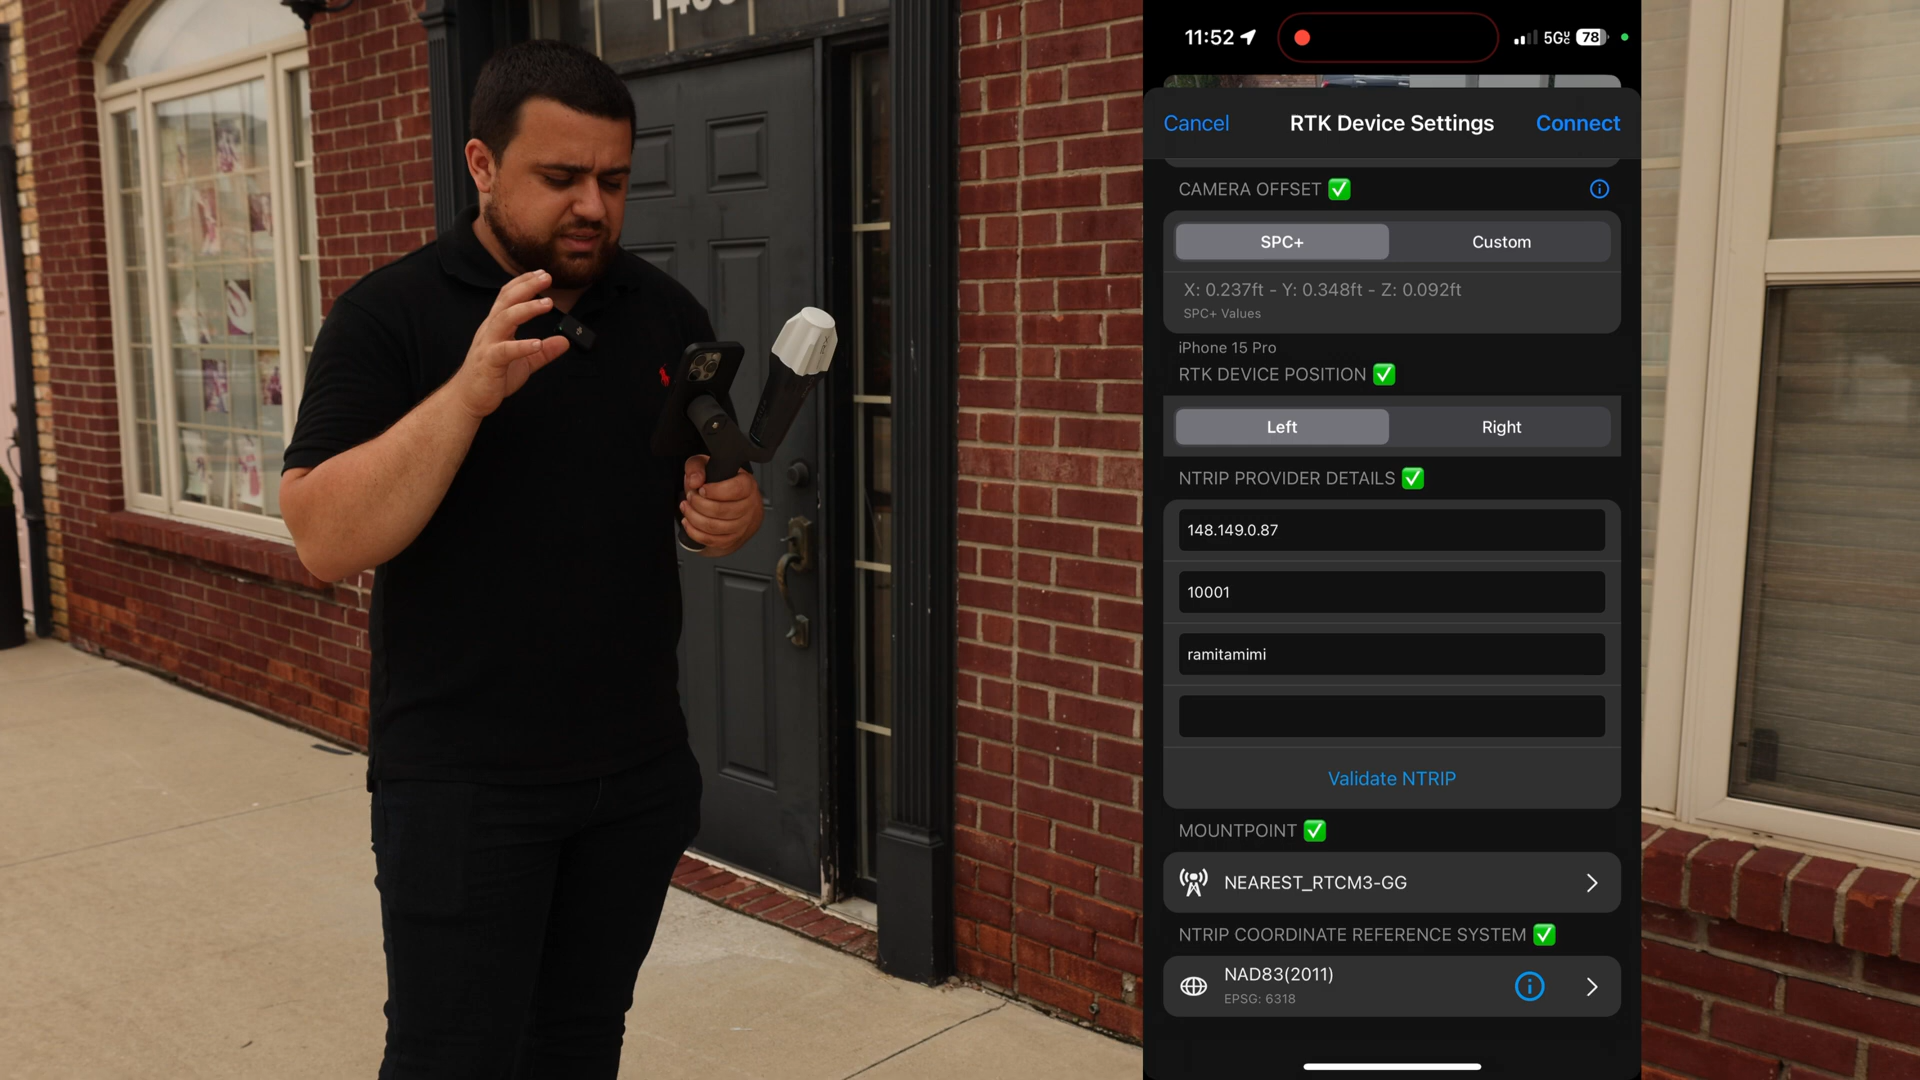 11:52
5G
78
Cancel
RTK Device Settings
Connect
CAMERA OFFSET
SPC+
Custom
X: 0.237ft - Y: 0.348ft - Z: 0.092ft
SPC+ Values
iPhone 15 Pro
RTK DEVICE POSITION
Left
Right
NTRIP PROVIDER DETAILS
148.149.0.87
10001
ramitamimi
Validate NTRIP
MOUNTPOINT
NEAREST_RTCM3-GG
NTRIP COORDINATE REFERENCE SYSTEM
NAD83(2011)
EPSG: 6318